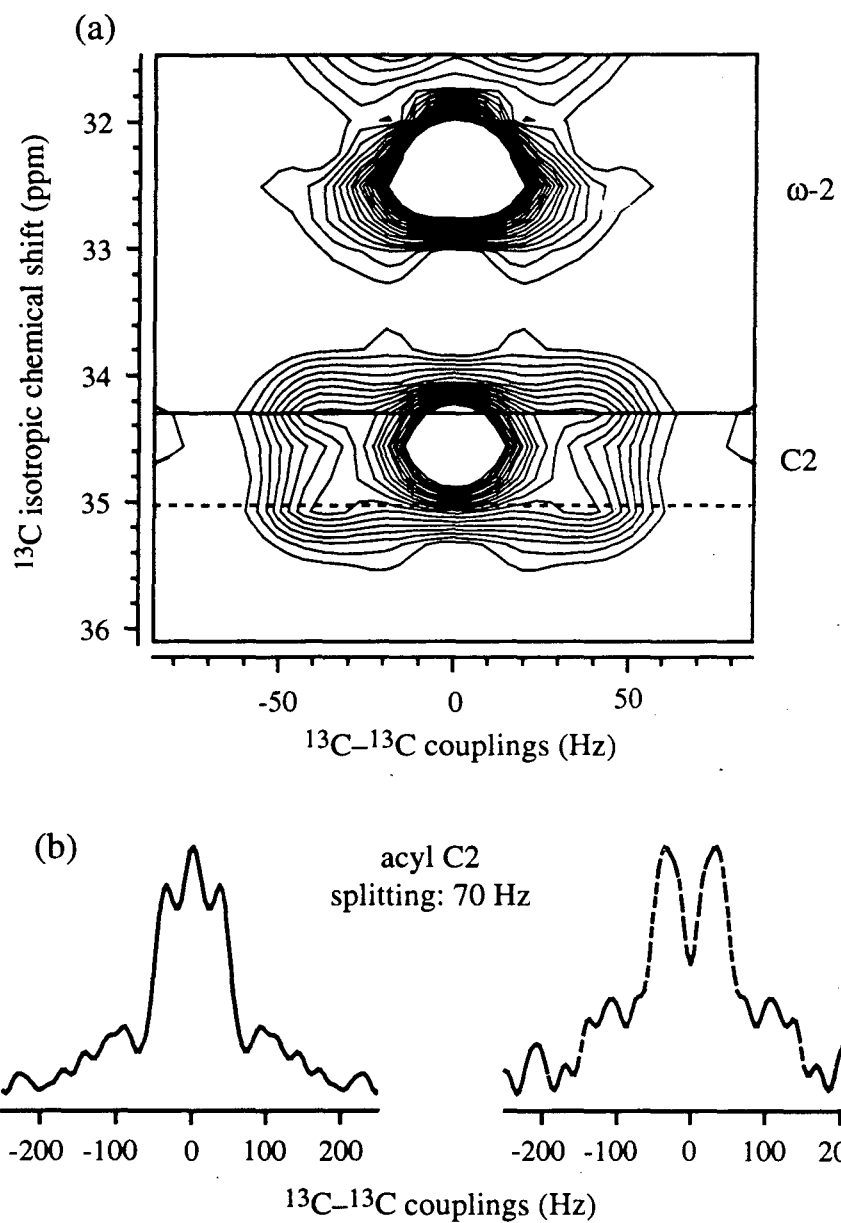 (a)
32
33
34
35
36
¹³C isotropic chemical shift (ppm)
ω-2
C2
-50 0 50
¹³C–¹³C couplings (Hz)
(b)
acyl C2
splitting: 70 Hz
-200 -100 0 100 200
-200 -100 0 100 20
¹³C–¹³C couplings (Hz)